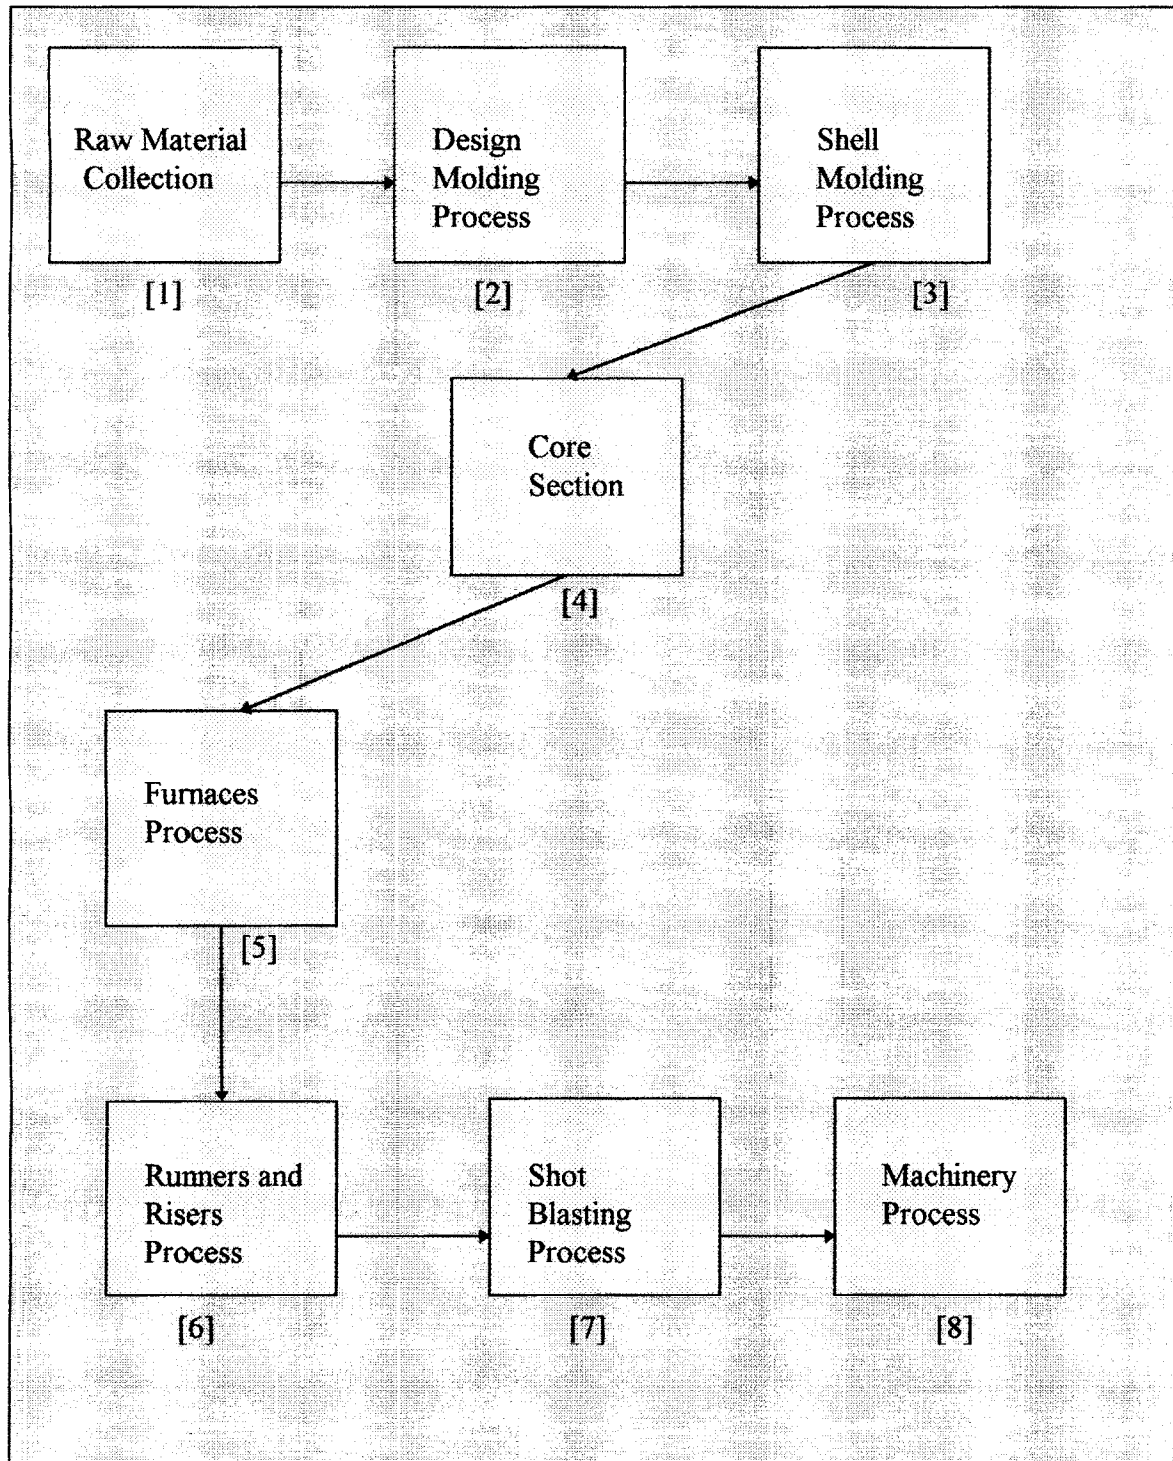 Raw Material
Collection
[1]
Design
Molding
Process
[2]
Shell
Molding
Process
[3]
Core
Section
[4]
Furnaces
Process
[5]
Runners and
Risers
Process
[6]
Shot
Blasting
Process
[7]
Machinery
Process
[8]